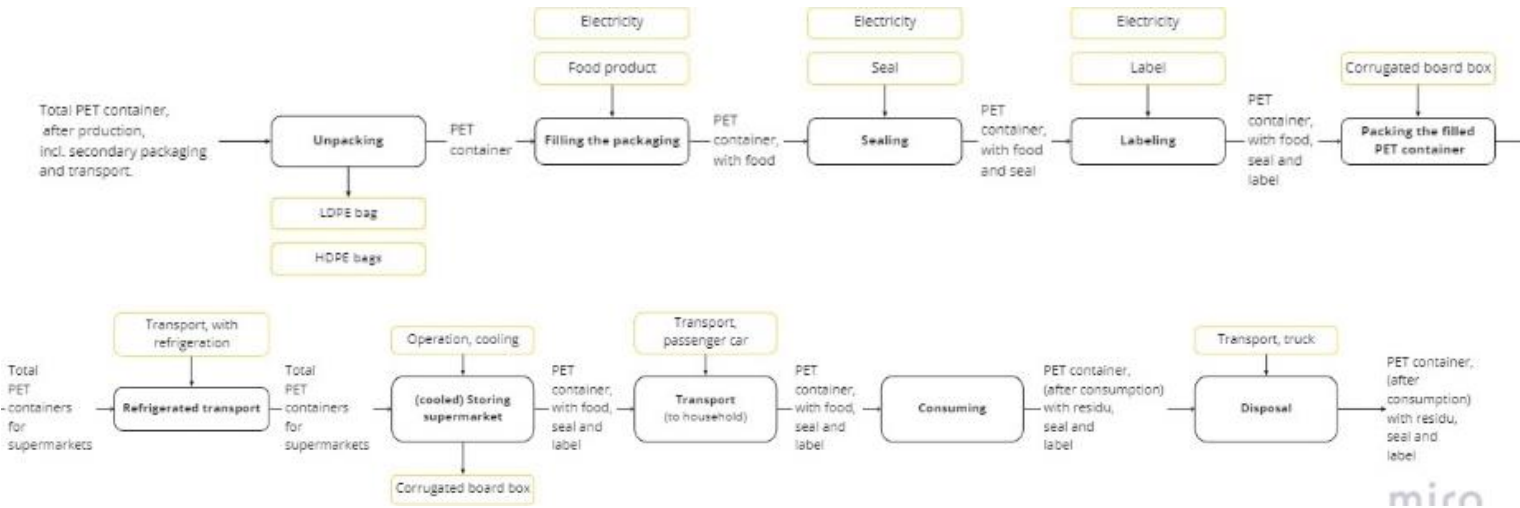 Electricity
Electricity
Electricity
Food product
Seal
Label
Corrugated board box
Total PET container,
after prduction,
incl. secondary packaging
and transport.
Unpacking
PET
container
Filling the packaging
PET
container,
with food
Sealing
PET
container,
with food
and seal
Labeling
PET
container,
with food,
seal and
label
Packing the filled
PET container
LDPE bag
HDPE bags
Transport, with
refrigeration
Operation, cooling
Transport,
passenger car
Transport, truck
Total
PET
containers
for
supermarkets
Refrigerated transport
Total
PET
containers
for
supermarkets
(cooled) Storing
supermarket
PET
container,
with food,
seal and
label
Transport
(to household)
PET
container,
with food,
seal and
label
Consuming
PET container,
(after consumption)
with residu,
seal and
label
Disposal
PET container,
(after
consumption)
with residu,
seal and
label
Corrugated board box
miro